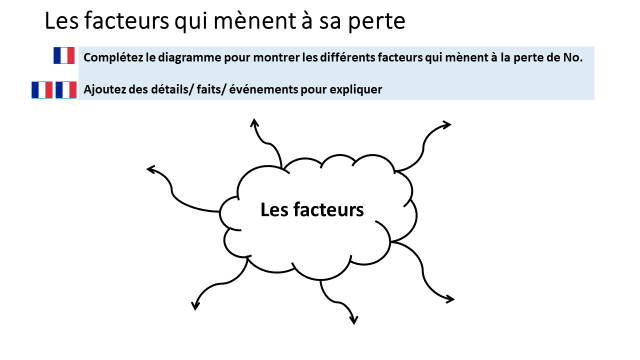 Les facteurs qui mènent à sa perte
Complétez le diagramme pour montrer les différents facteurs qui mènent à la perte de No.
Ajoutez des détails/ faits/ événements pour expliquer
Les facteurs